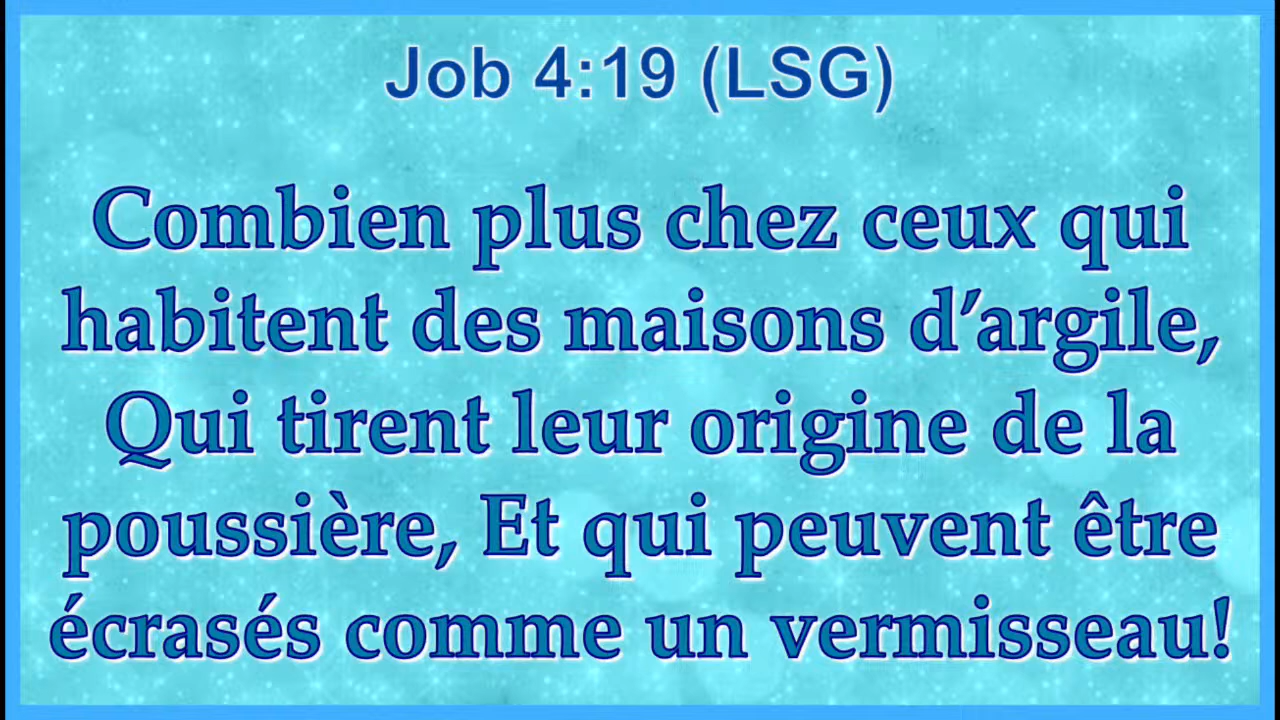 Job 4:19 (LSG)
Combien plus chez ceux qui
habitent des maisons d’argile,
Qui tirent leur origine de la
poussière, Et qui peuvent être
écrasés comme un vermisseau!